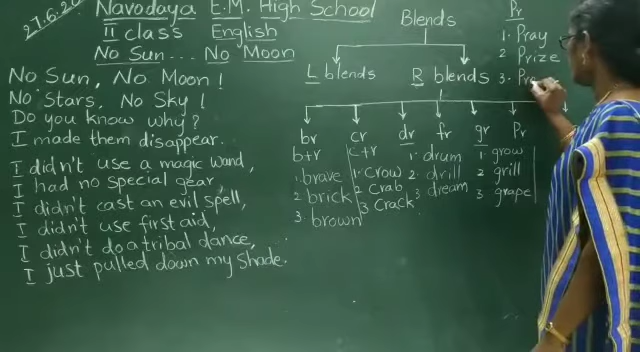 27.6.20
Navodaya E.M. High School
II class English
No Sun... No Moon
No Sun, No Moon!
No Stars, No Sky!
Do you know why?
I made them disappear.
I didn't use a magic wand,
I had no special gear,
I didn't cast an evil spell,
I didn't use first aid,
I didn't do a tribal dance,
I just pulled down my Shade.
Blends
L blends R blends
br cr dr fr gr Pr
b+r c+r
1. brave
2 brick
3. brown
1. Crow
2 Crab
3 Crack
1. drum
2. drill
3 dream
1. grow
2 grill
3 grape
Pr
1. Pray
2 Prize
3. Pre